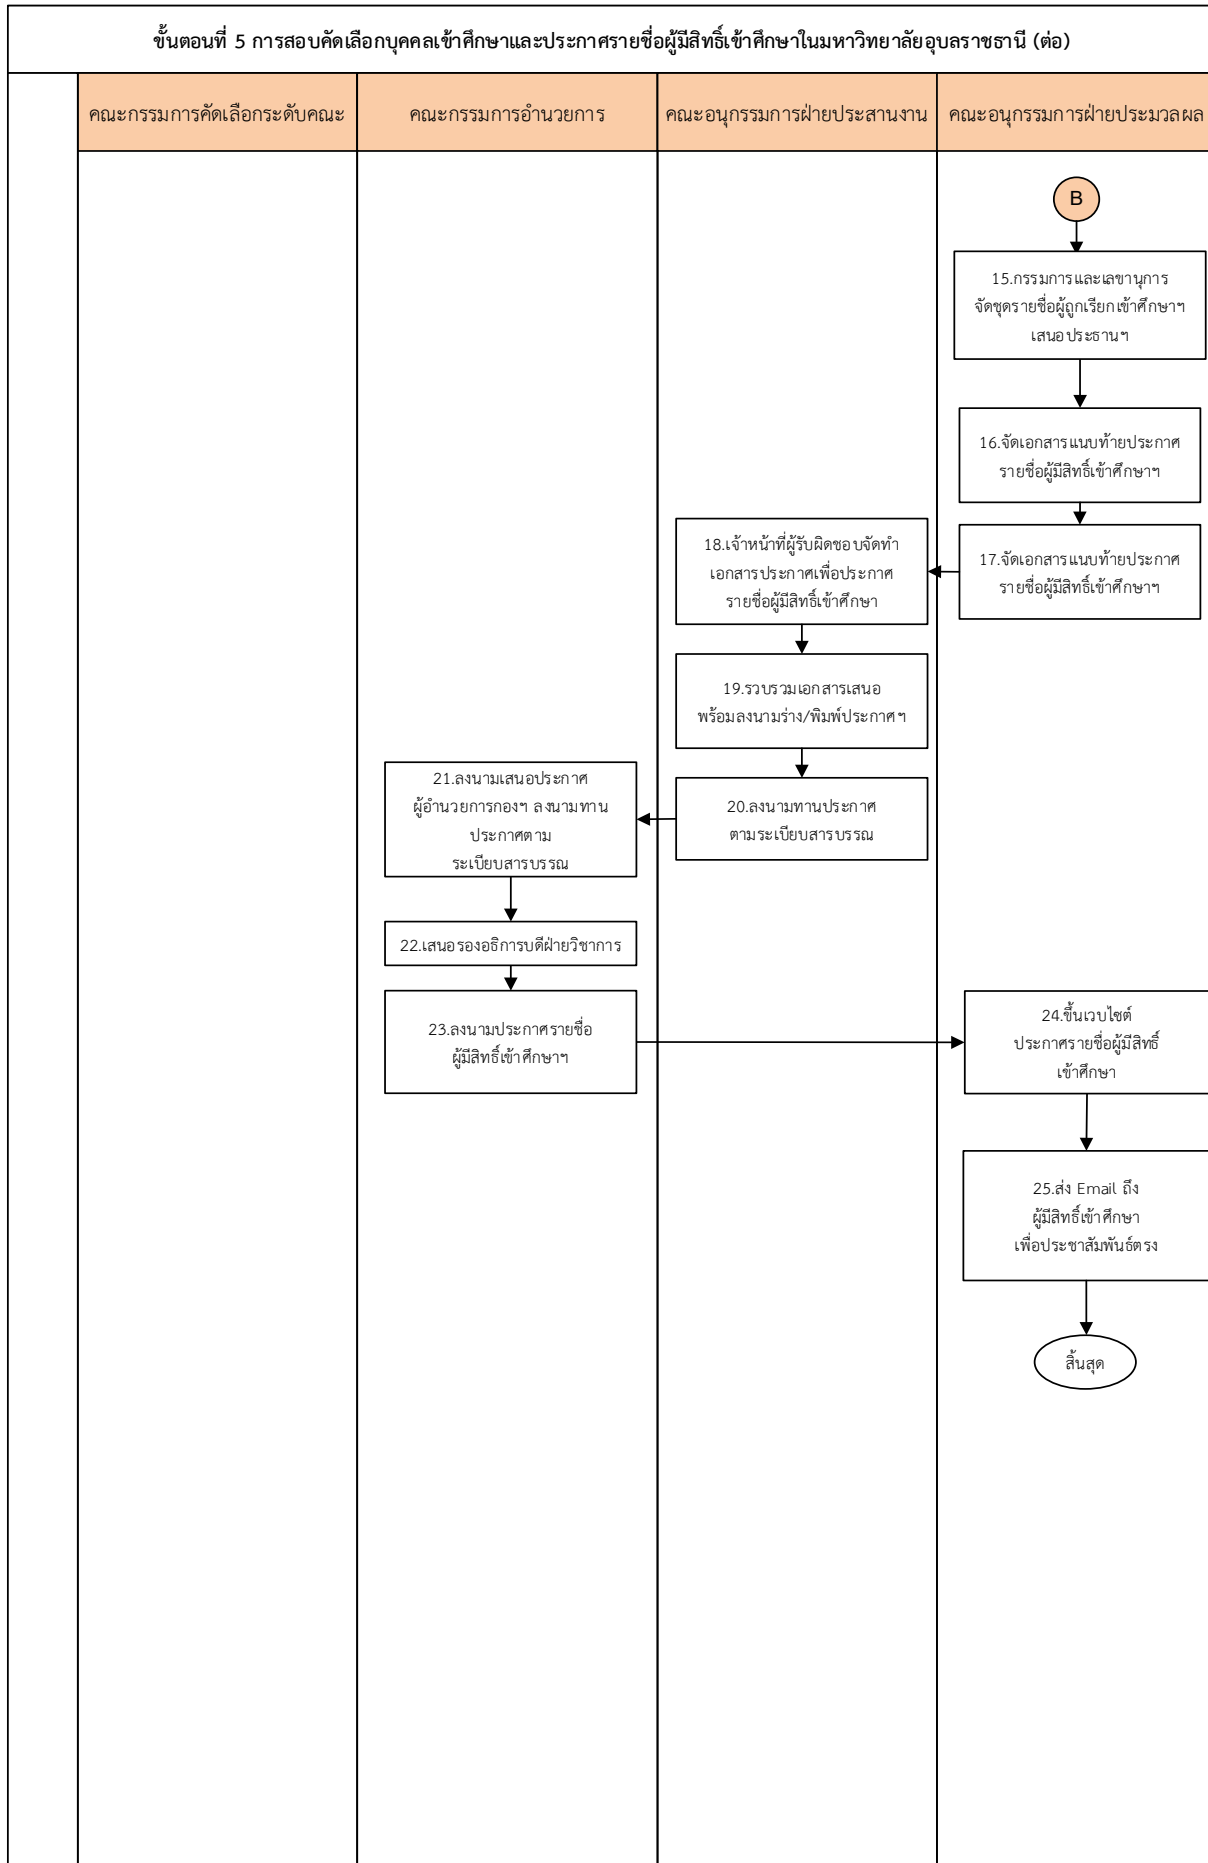 ขั้นตอนที่ 5 การสอบคัดเลือกบุคคลเข้าศึกษาและประกาศรายชื่อผู้มีสิทธิ์เข้าศึกษาในมหาวิทยาลัยอุบลราชธานี (ต่อ)
คณะกรรมการคัดเลือกระดับคณะ
คณะกรรมการอำนวยการ
คณะอนุกรรมการฝ่ายประสานงาน
คณะอนุกรรมการฝ่ายประมวลผล
B
15.กรรมการและเลขานุการ
จัดชุดรายชื่อผู้ถูกเรียกเข้าศึกษาฯ
เสนอประธานฯ
16.จัดเอกสารแนบท้ายประกาศ
รายชื่อผู้มีสิทธิ์เข้าศึกษาฯ
17.จัดเอกสารแนบท้ายประกาศ
รายชื่อผู้มีสิทธิ์เข้าศึกษาฯ
18.เจ้าหน้าที่ผู้รับผิดชอบจัดทำ
เอกสารประกาศเพื่อประกาศ
รายชื่อผู้มีสิทธิ์เข้าศึกษา
19.รวบรวมเอกสารเสนอ
พร้อมลงนามร่าง/พิมพ์ประกาศฯ
20.ลงนามทานประกาศ
ตามระเบียบสารบรรณ
21.ลงนามเสนอประกาศ
ผู้อำนวยการกองฯ ลงนามทาน
ประกาศตาม
ระเบียบสารบรรณ
22.เสนอรองอธิการบดีฝ่ายวิชาการ
23.ลงนามประกาศรายชื่อ
ผู้มีสิทธิ์เข้าศึกษาฯ
24.ขึ้นเวบไซต์
ประกาศรายชื่อผู้มีสิทธิ์
เข้าศึกษา
25.ส่ง Email ถึง
ผู้มีสิทธิ์เข้าศึกษา
เพื่อประชาสัมพันธ์ตรง
สิ้นสุด